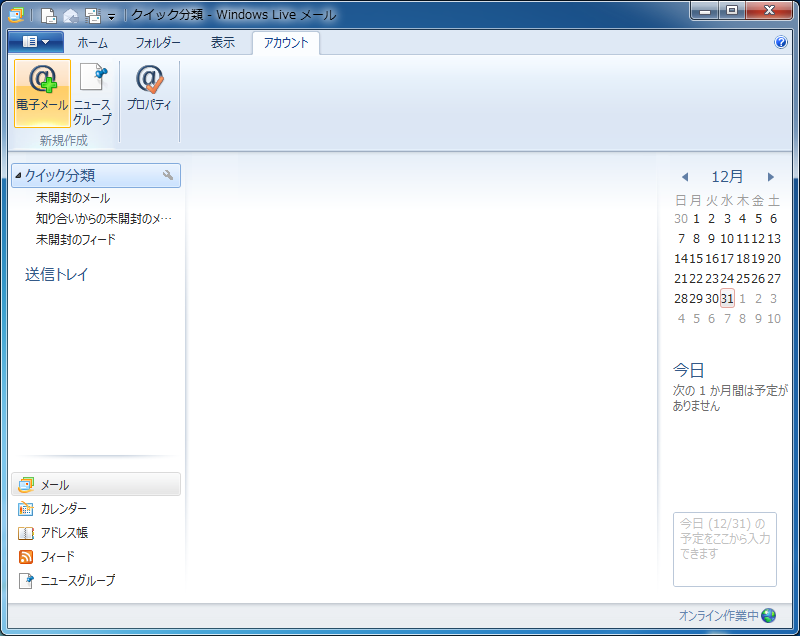 クイック分類 - Windows Live メール
ホーム フォルダー 表示 アカウント
電子メール
ニュース
グループ
プロパティ
新規作成
クイック分類
未開封のメール
知り合いからの未開封のメ…
未開封のフィード
送信トレイ
メール
カレンダー
アドレス帳
フィード
ニュースグループ
12月
日 月 火 水 木 金 土
30 1 2 3 4 5 6
7 8 9 10 11 12 13
14 15 16 17 18 19 20
21 22 23 24 25 26 27
28 29 30 31 1 2 3
4 5 6 7 8 9 10
今日
次の 1 か月間は予定が
ありません
今日 (12/31) の
予定をここから入力
できます
オンライン作業中